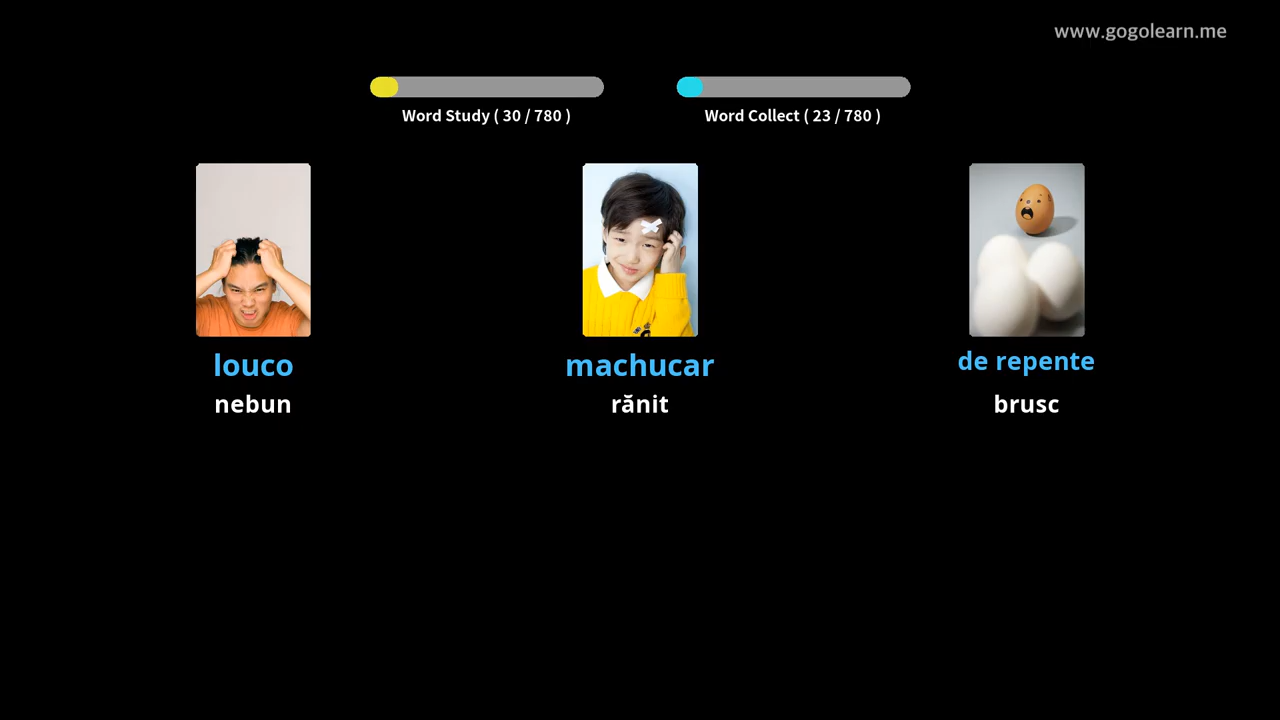 www.gogolearn.me
Word Study ( 30 / 780 )
Word Collect ( 23 / 780 )
louco
machucar
de repente
nebun
rănit
brusc